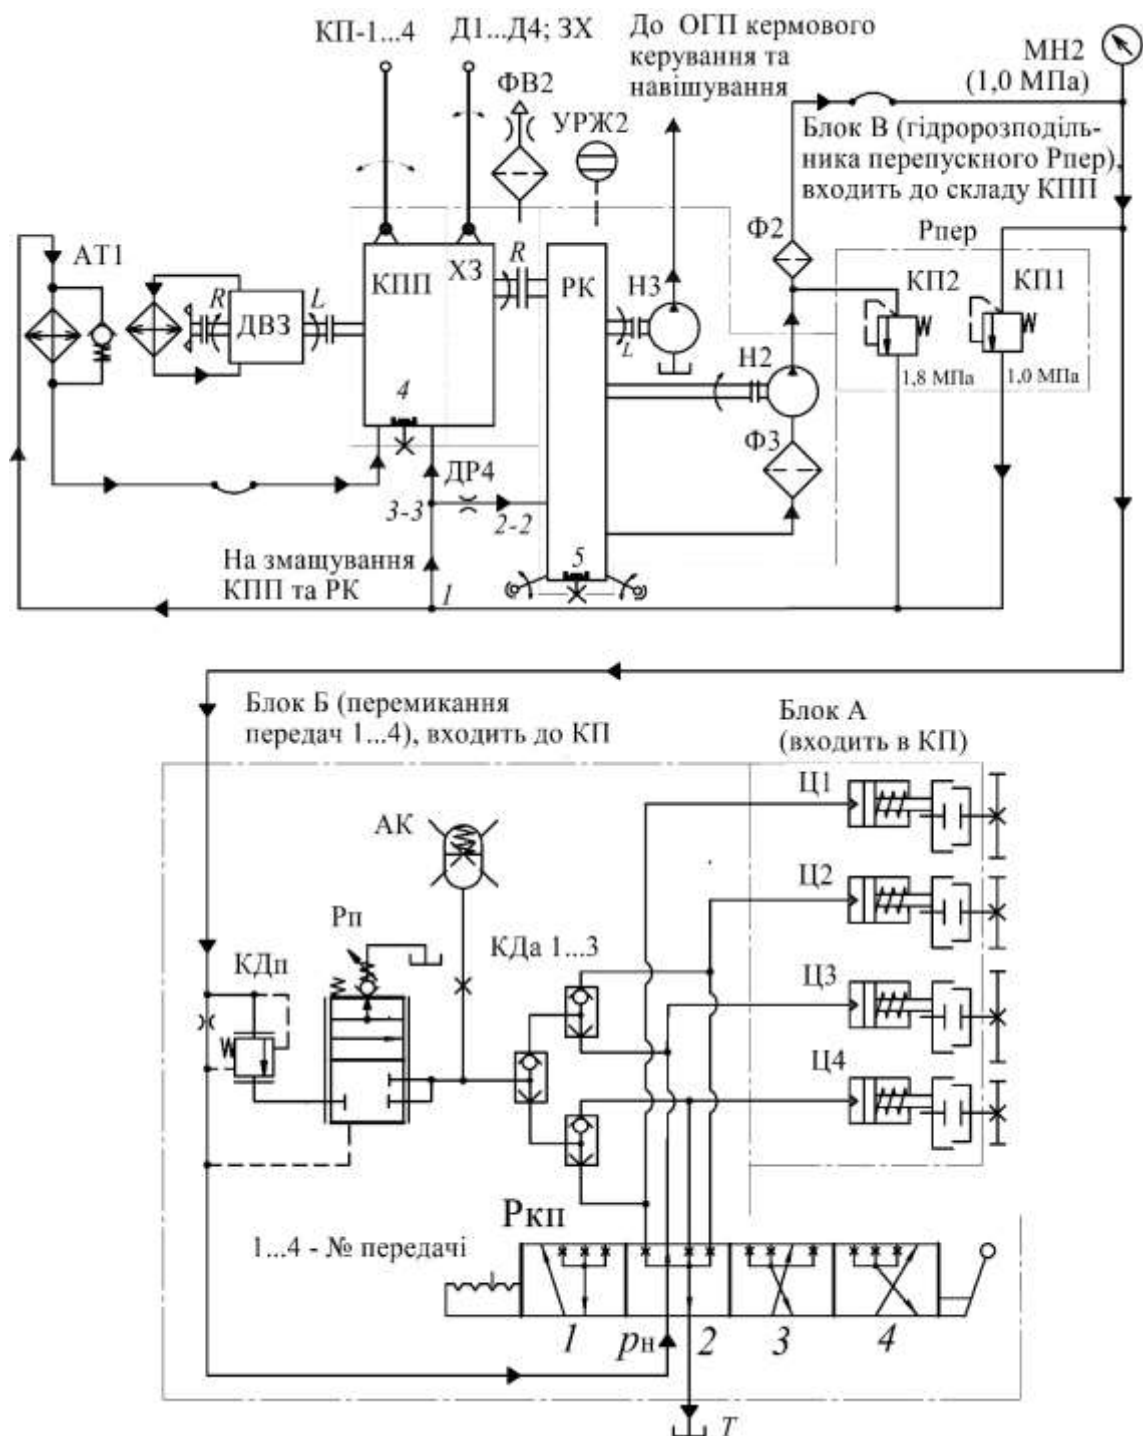 КП-1...4
Д1...Д4; ЗХ
До ОГП кермового
керування та
навішування
МН2
(1,0 МПа)
ФВ2
УРЖ2
Блок В (гідророзподіль-
ника перепускного Рпер),
входить до складу КПП
Рпер
Ф2
КП2
КП1
АТ1
R
ДВЗ
L
КПП
ХЗ
R
РК
Н3
L
Н2
1,8 МПа
1,0 МПа
4
ДР4
Ф3
3-3
2-2
5
На змащування
КПП та РК
1
Блок Б (перемикання
передач 1...4), входить до КП
Блок А
(входить в КП)
Ц1
АК
Ц2
Рп
КДп
КДа 1...3
Ц3
Ц4
Ркп
1...4 - № передачі
1
pн
2
3
4
Т